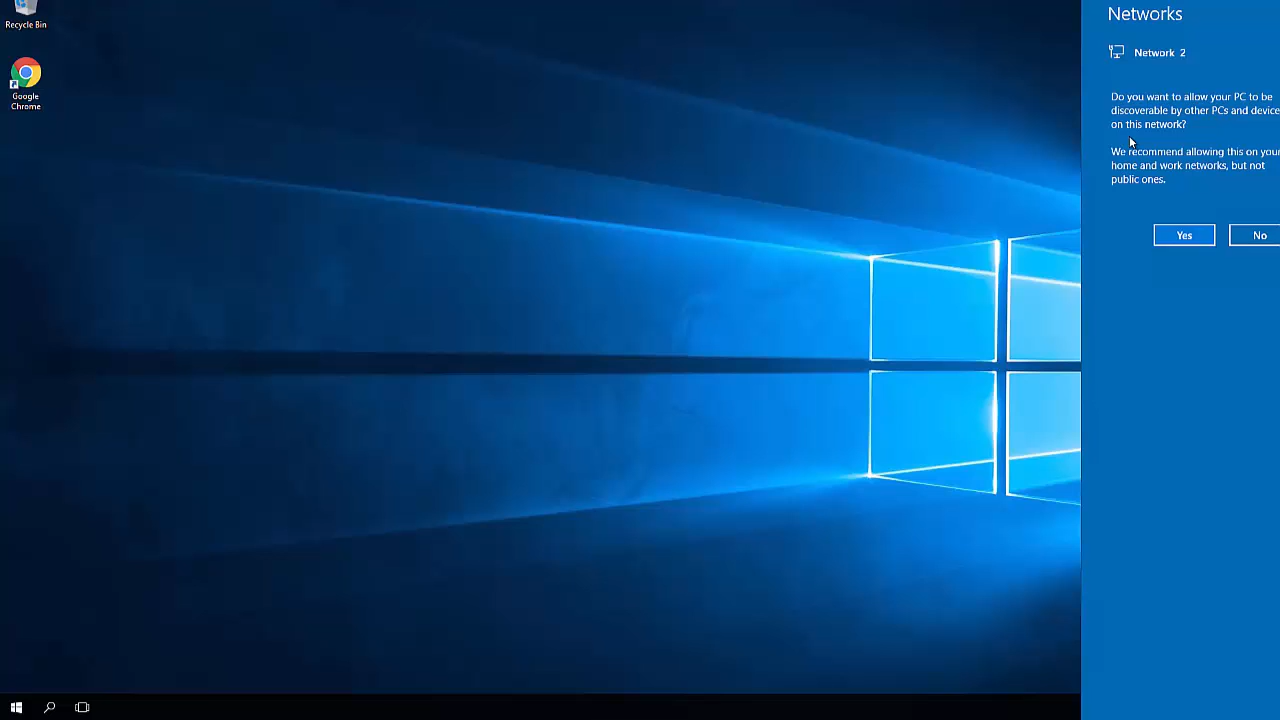 Recycle Bin
Google
Chrome
Networks
Network 2
Do you want to allow your PC to be
discoverable by other PCs and device
on this network?
We recommend allowing this on your
home and work networks, but not
public ones.
Yes
No